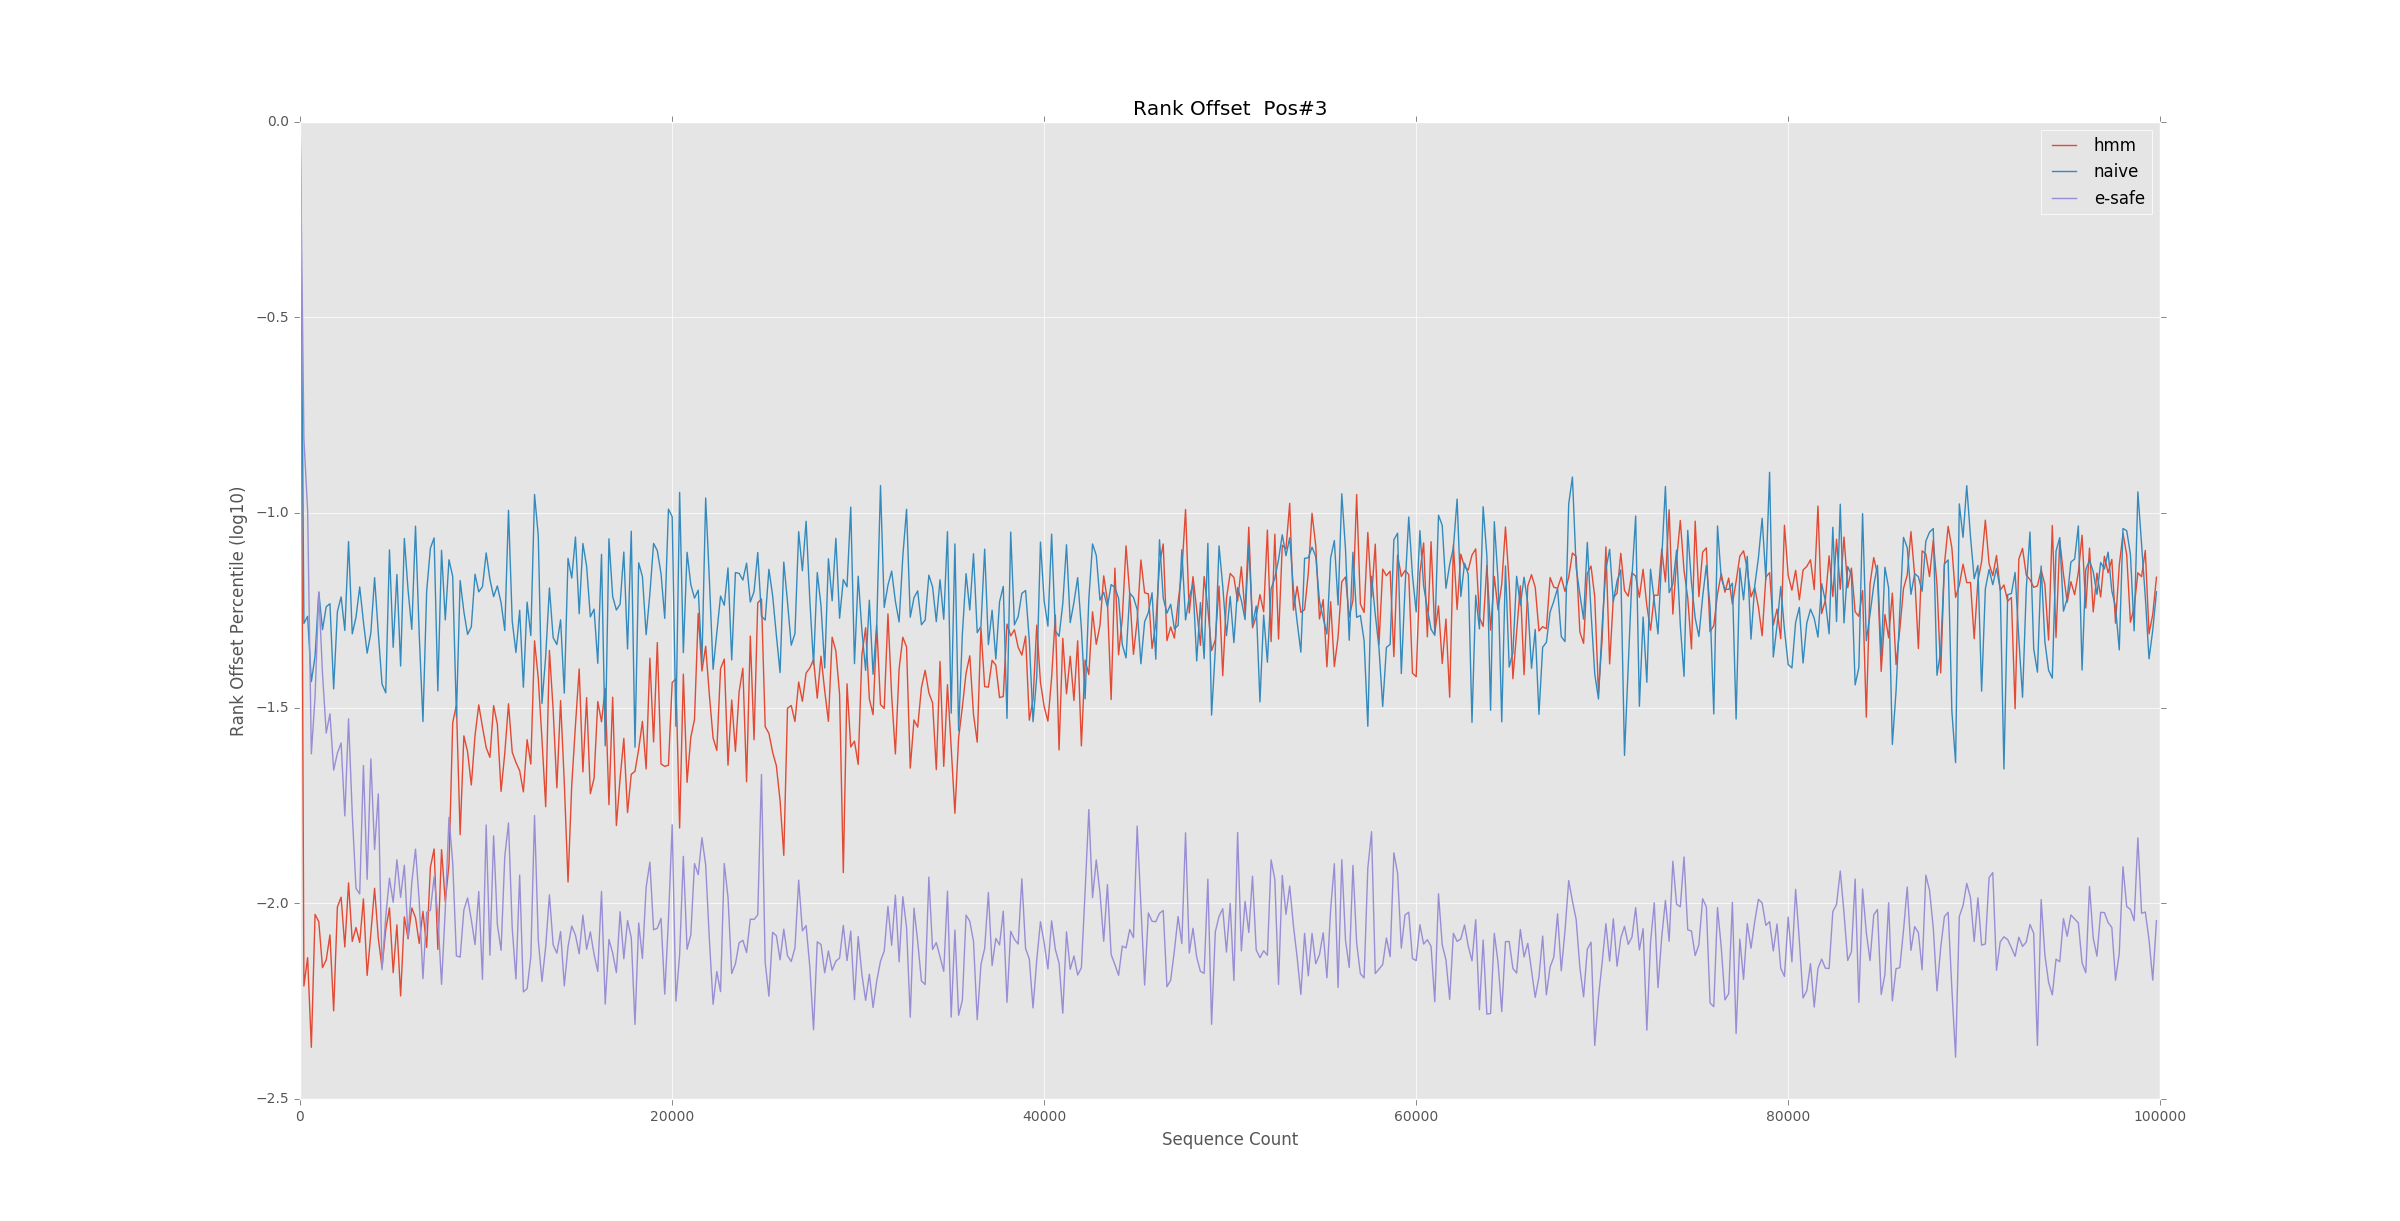 Rank Offset  Pos#3
0.0
−0.5
−1.0
−1.5
−2.0
−2.5
Rank Offset Percentile (log10)
hmm
naive
e-safe
0
20000
40000
60000
80000
100000
Sequence Count